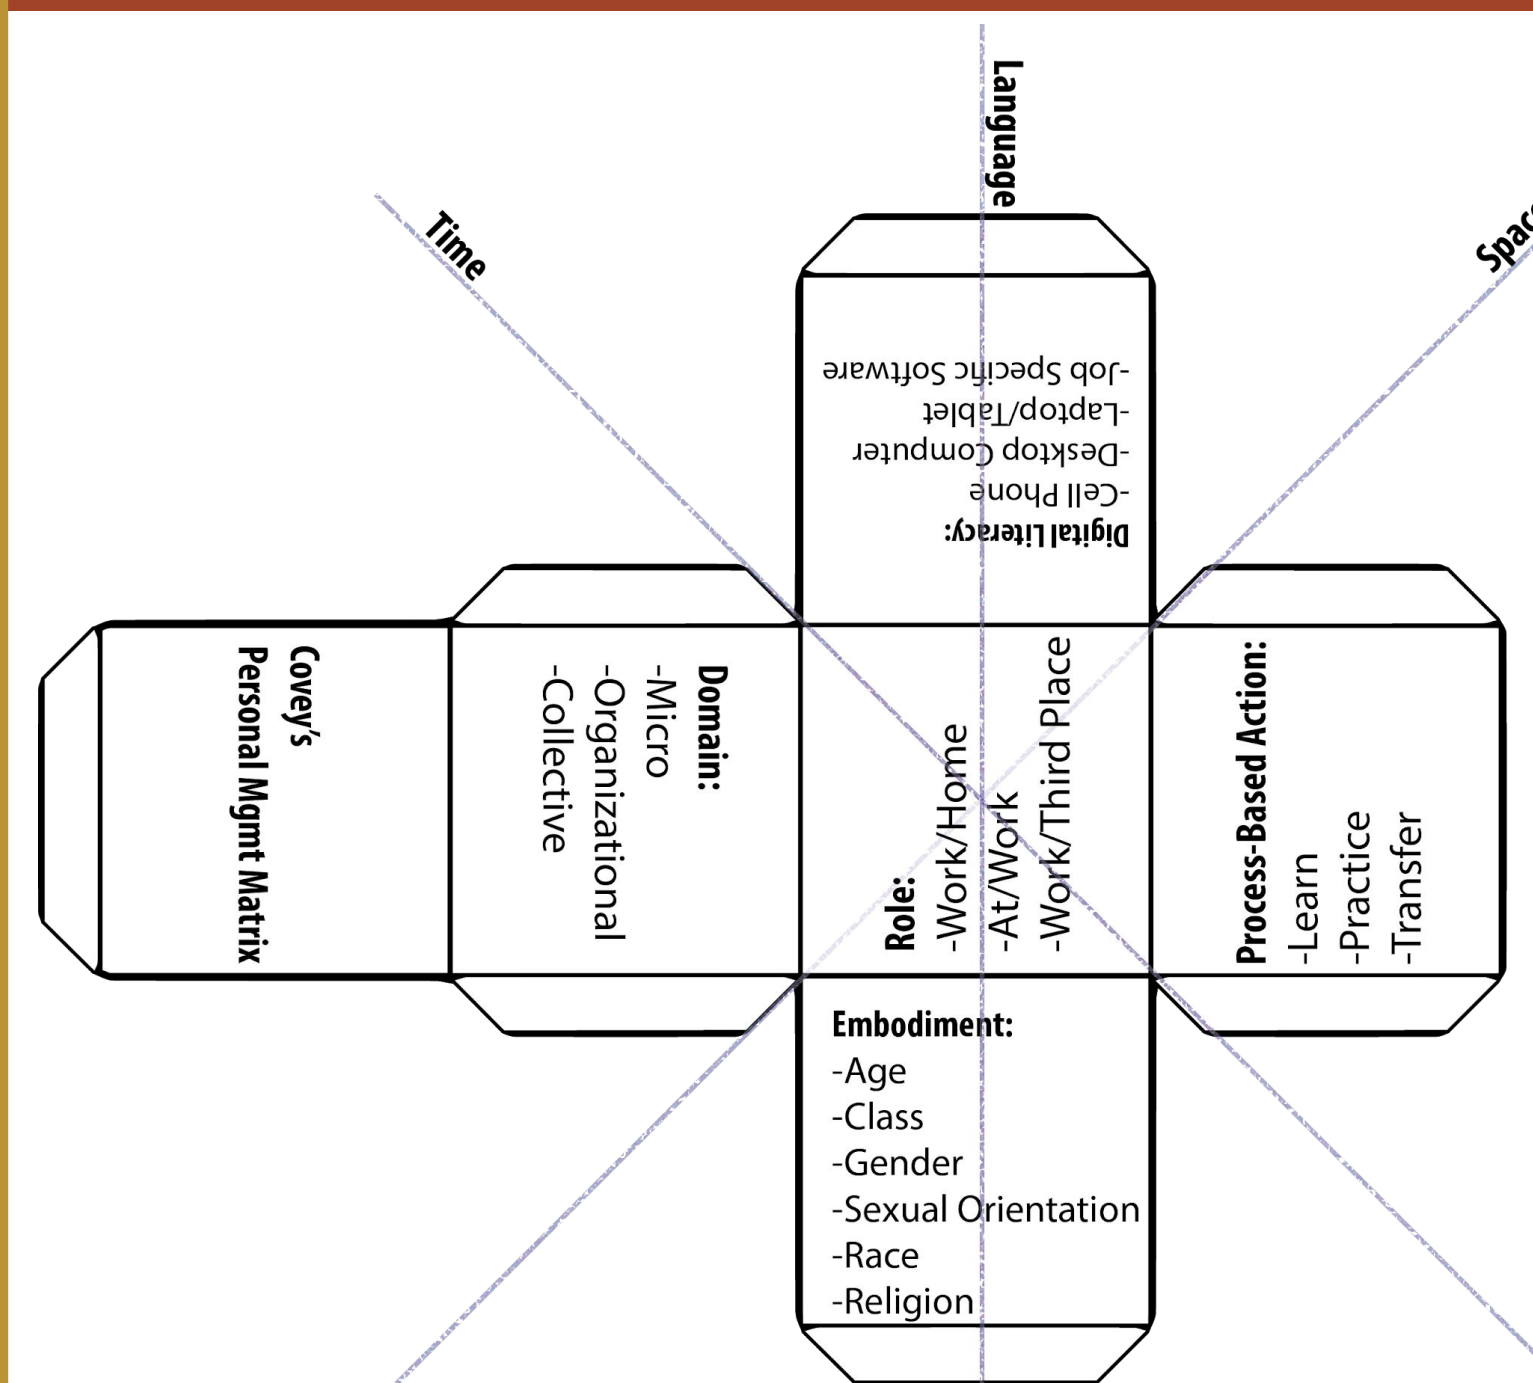 Language
Time
Space
Digital Literacy:
-Cell Phone
-Desktop Computer
-Laptop/Tablet
-Job Specific Software
Covey's
Personal Mgmt Matrix
Domain:
-Micro
-Organizational
-Collective
Role:
-Work/Home
-At/Work
-Work/Third Place
Process-Based Action:
-Learn
-Practice
-Transfer
Embodiment:
-Age
-Class
-Gender
-Sexual Orientation
-Race
-Religion